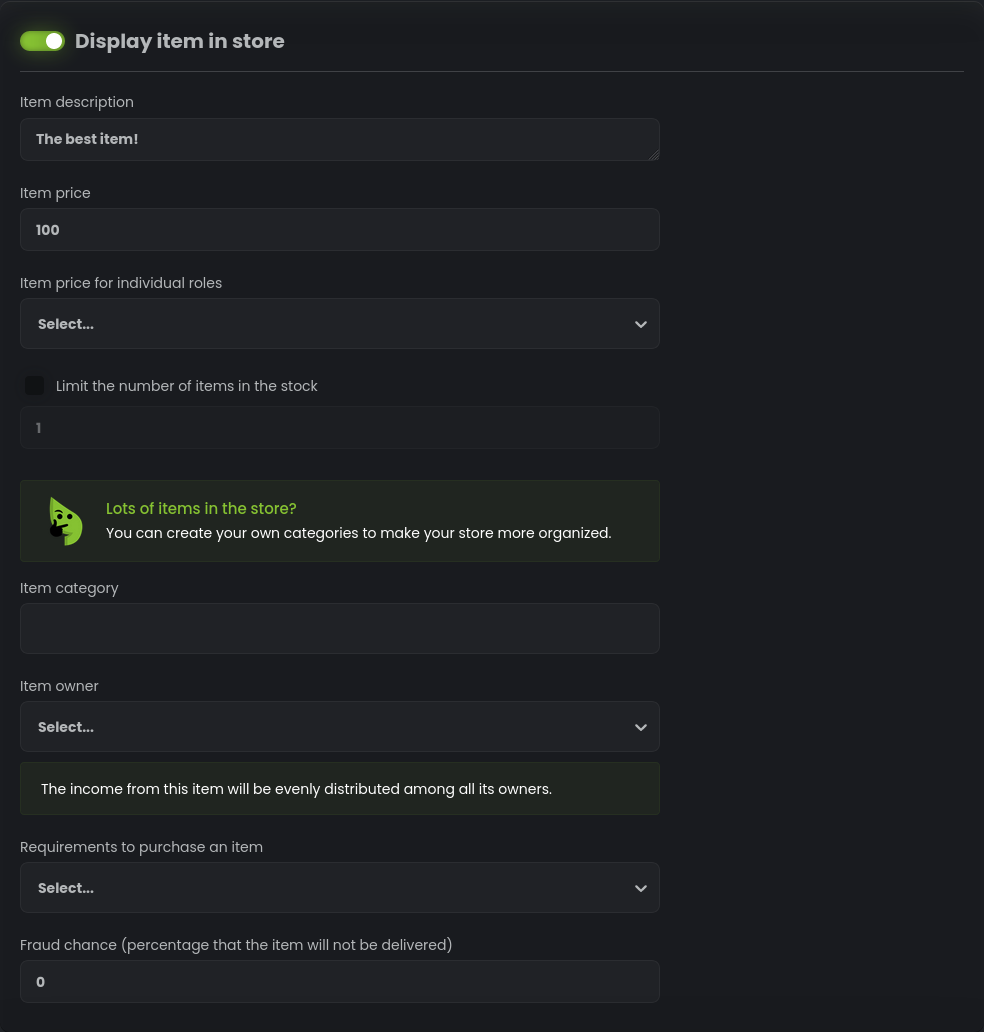 Display item in store
Item description
The best item!
Item price
100
Item price for individual roles
Select...
Limit the number of items in the stock
1
Lots of items in the store?
You can create your own categories to make your store more organized.
Item category
Item owner
Select...
The income from this item will be evenly distributed among all its owners.
Requirements to purchase an item
Select...
Fraud chance (percentage that the item will not be delivered)
0